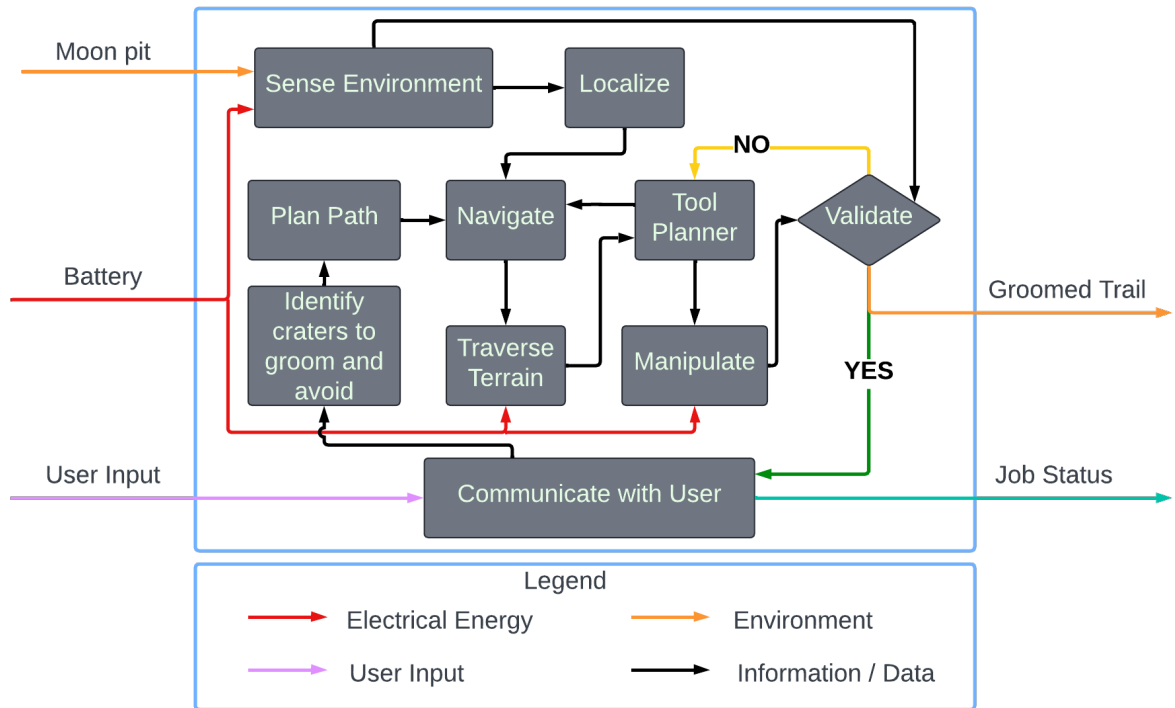 Moon pit
Sense Environment
Localize
NO
Plan Path
Navigate
Tool
Planner
Validate
Battery
Identify
craters to
groom and
avoid
Traverse
Terrain
Manipulate
Groomed Trail
YES
User Input
Communicate with User
Job Status
Legend
Electrical Energy
Environment
User Input
Information / Data